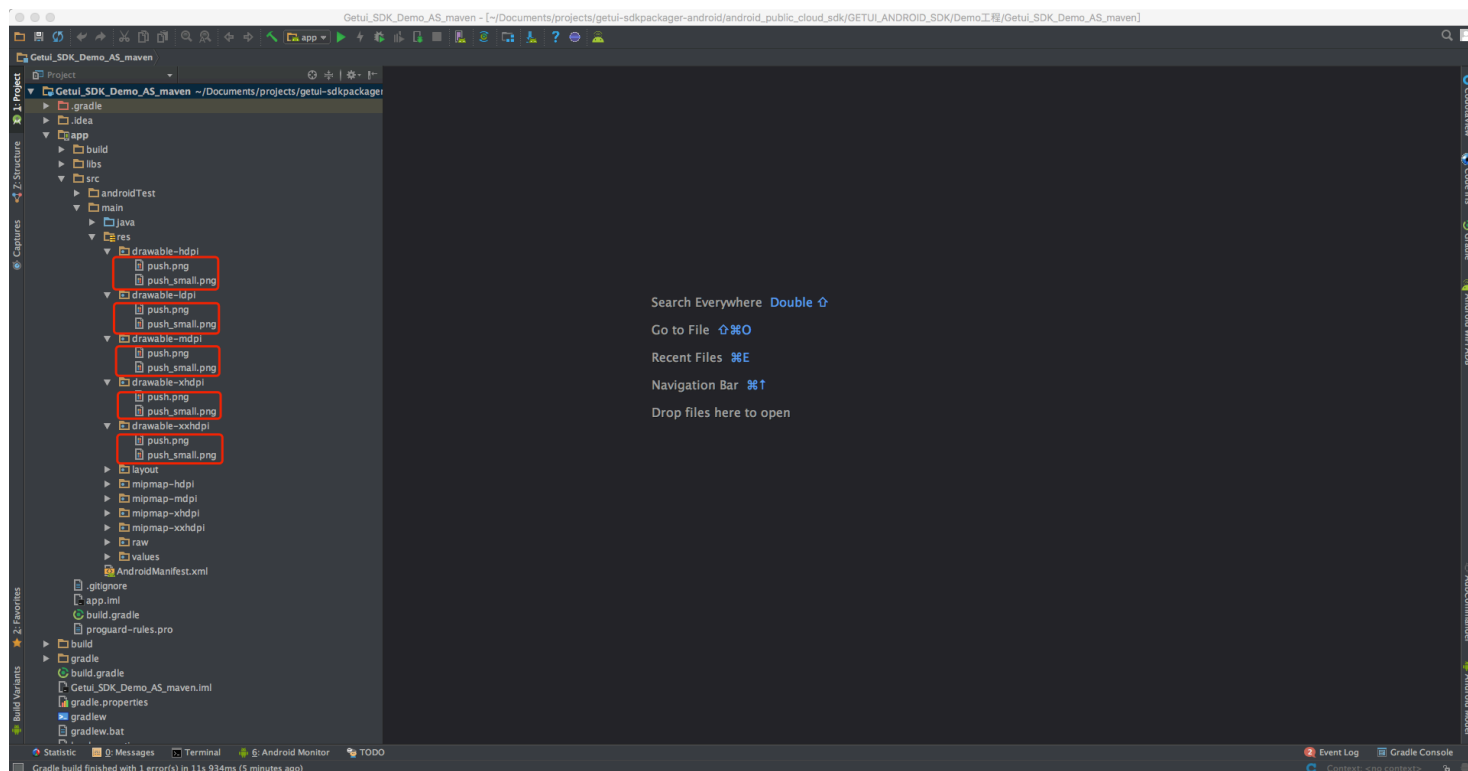 Getui_SDK_Demo_AS_maven - [~/Documents/projects/getui-sdkpackager-android/android_public_cloud_sdk/GETUI_ANDROID_SDK/Demo工程/Getui_SDK_Demo_AS_maven]
app
Getui_SDK_Demo_AS_maven
Project
Getui_SDK_Demo_AS_maven ~/Documents/projects/getui-sdkpackager
.gradle
.idea
app
build
libs
src
androidTest
main
java
res
drawable-hdpi
push.png
push_small.png
drawable-ldpi
push.png
push_small.png
drawable-mdpi
push.png
push_small.png
drawable-xhdpi
push.png
push_small.png
drawable-xxhdpi
push.png
push_small.png
layout
mipmap-hdpi
mipmap-mdpi
mipmap-xhdpi
mipmap-xxhdpi
raw
values
AndroidManifest.xml
.gitignore
app.iml
build.gradle
proguard-rules.pro
build
gradle
build.gradle
Getui_SDK_Demo_AS_maven.iml
gradle.properties
gradlew
gradlew.bat
1: Project
Z: Structure
Captures
2: Favorites
Build Variants
Search Everywhere Double ⇧
Go to File ⇧⌘O
Recent Files ⌘E
Navigation Bar ⌘↑
Drop files here to open
Statistic
0: Messages
Terminal
6: Android Monitor
TODO
2 Event Log
Gradle Console
Gradle build finished with 1 error(s) in 11s 934ms (5 minutes ago)
Context: <no context>